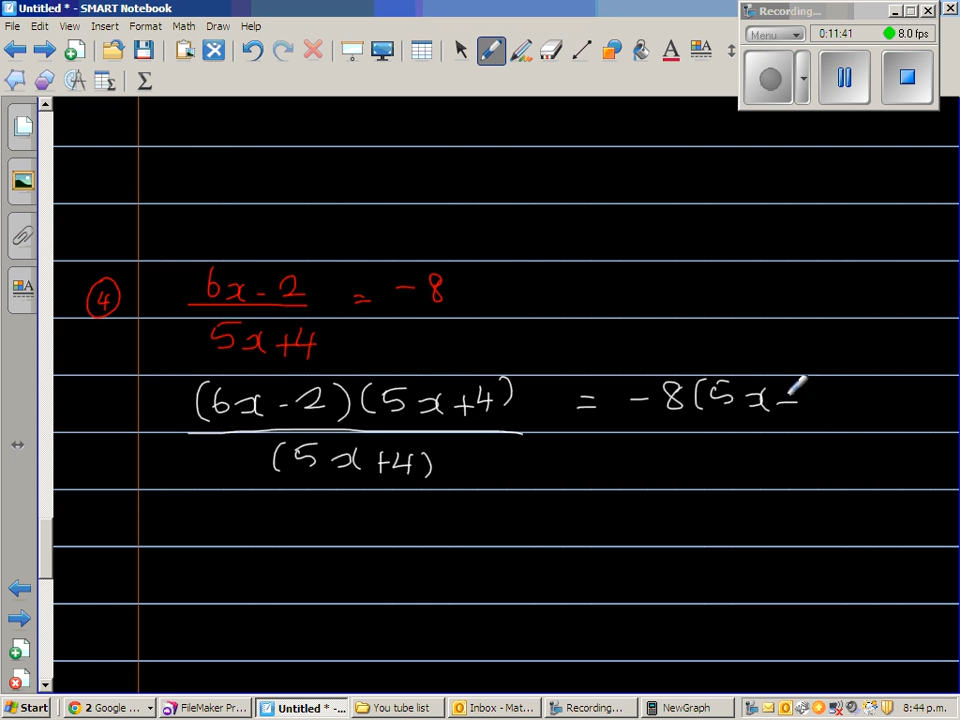 Untitled * - SMART Notebook
Recording...
File Edit View Insert Format Tools Draw Help
Menu 0:11:41 8.0 fps
4 6x - 2 = -8
5x+4
(6x - 2)(5x+4) = -8(5x -
(5x+4)
Start 2 Google ... FileMaker Pr... Untitled * -... You tube list Inbox - Mat... Recording... NewGraph 8:44 p.m.